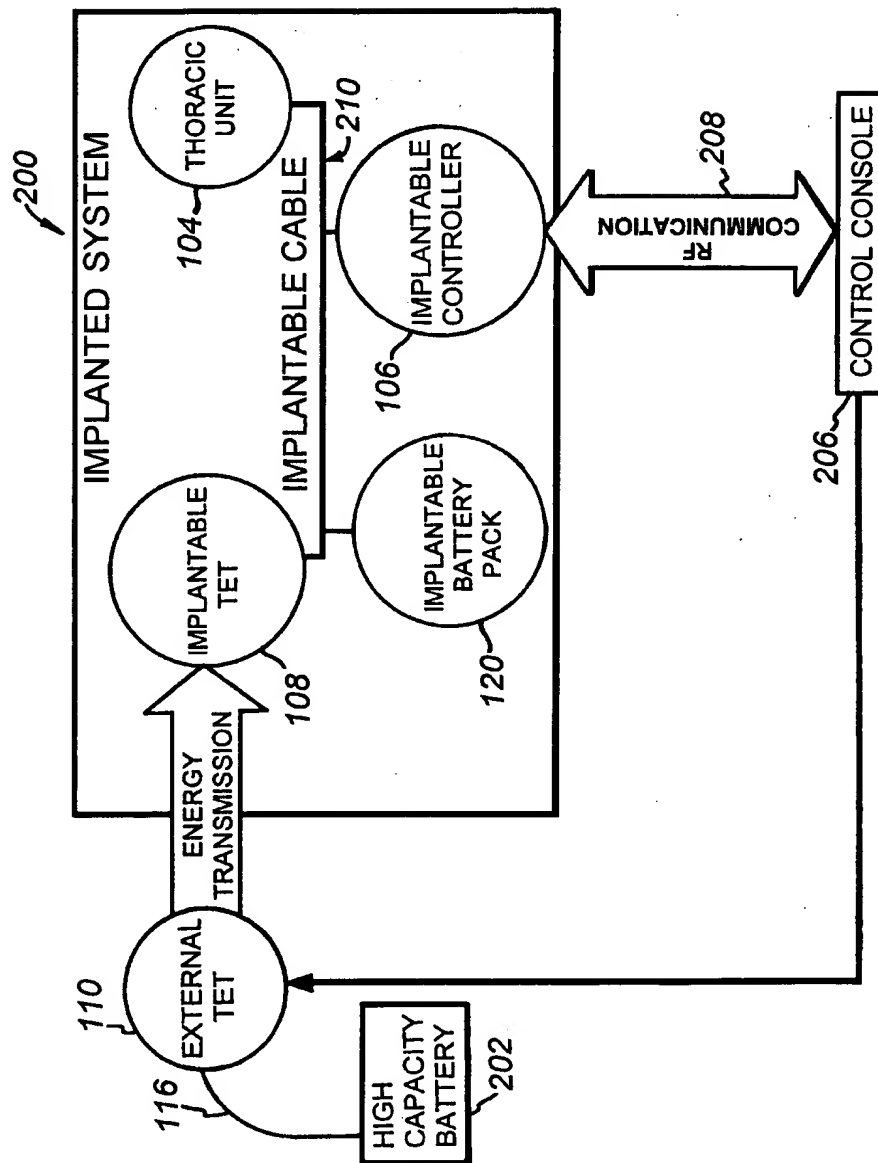 200
IMPLANTED SYSTEM
THORACIC
UNIT
104
IMPLANTABLE CABLE
210
IMPLANTABLE
TET
108
IMPLANTABLE
CONTROLLER
106
IMPLANTABLE
BATTERY
PACK
120
ENERGY
TRANSMISSION
110
EXTERNAL
TET
116
HIGH
CAPACITY
BATTERY
202
RF
COMMUNICATION
208
CONTROL CONSOLE
206